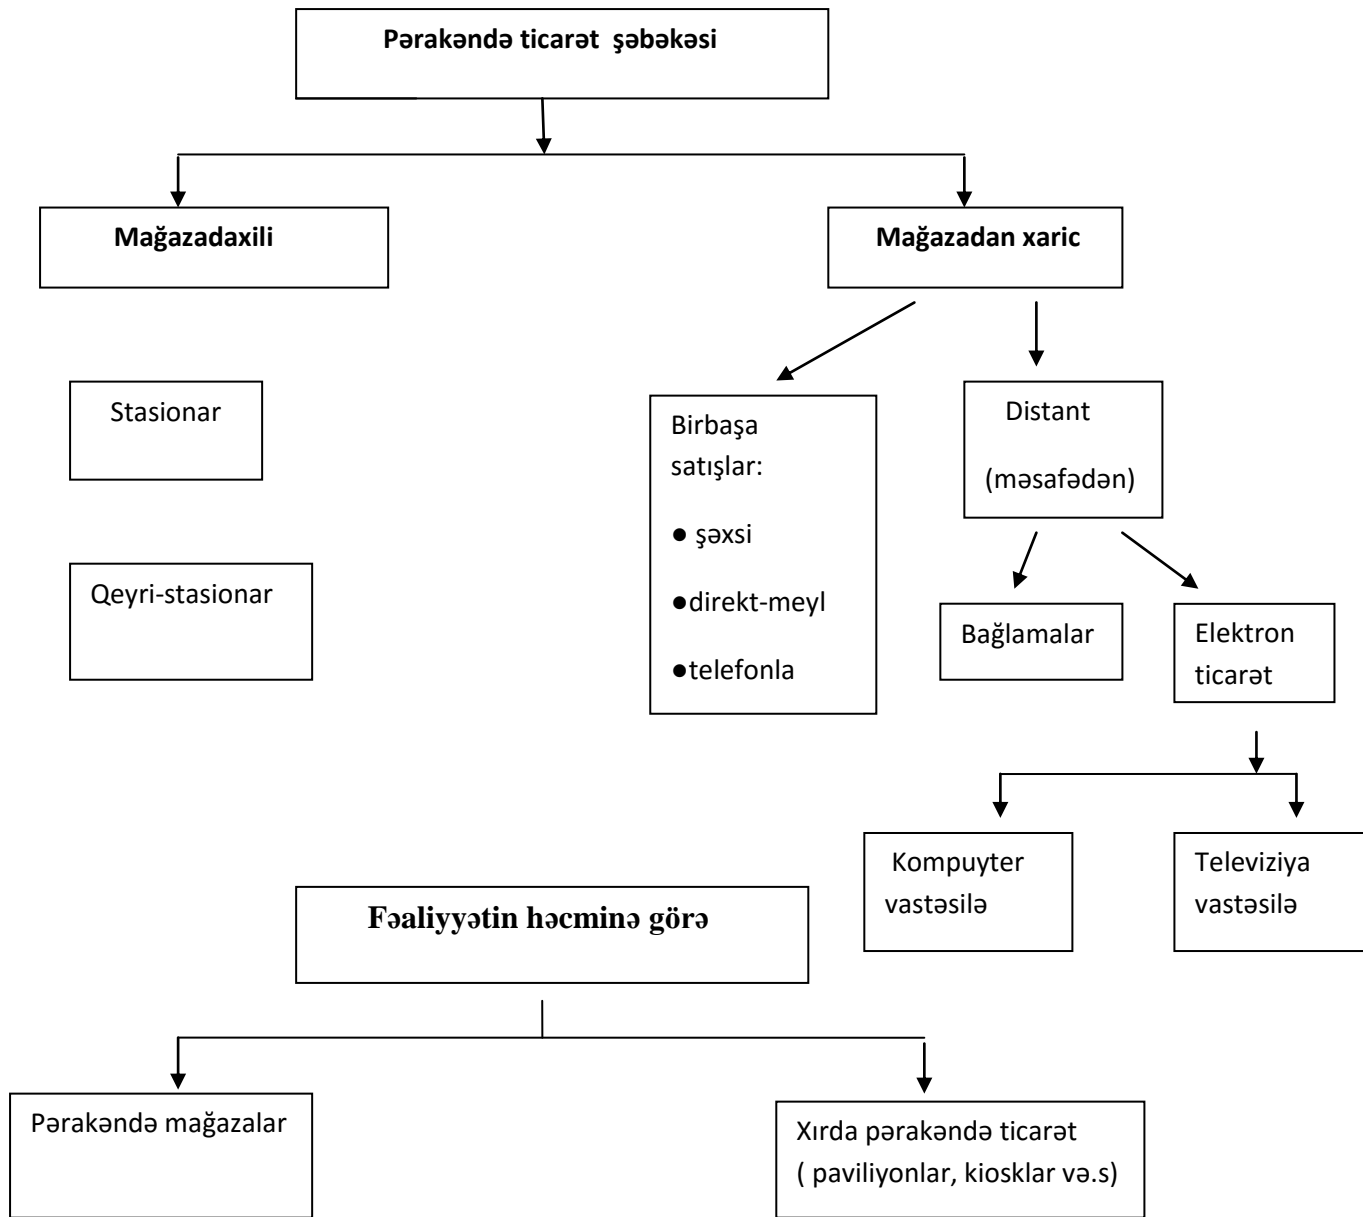 Pərakəndə ticarət şəbəkəsi
Mağazadaxili
Mağazadan xaric
Stasionar
Qeyri-stasionar
Birbaşa
satışlar:
● şəxsi
●direkt-meyl
●telefonla
Distant
(məsafədən)
Bağlamalar
Elektron
ticarət
Kompuyter
vastəsilə
Televiziya
vastəsilə
Fəaliyyətin həcminə görə
Pərakəndə mağazalar
Xırda pərakəndə ticarət
( paviliyonlar, kiosklar və.s)